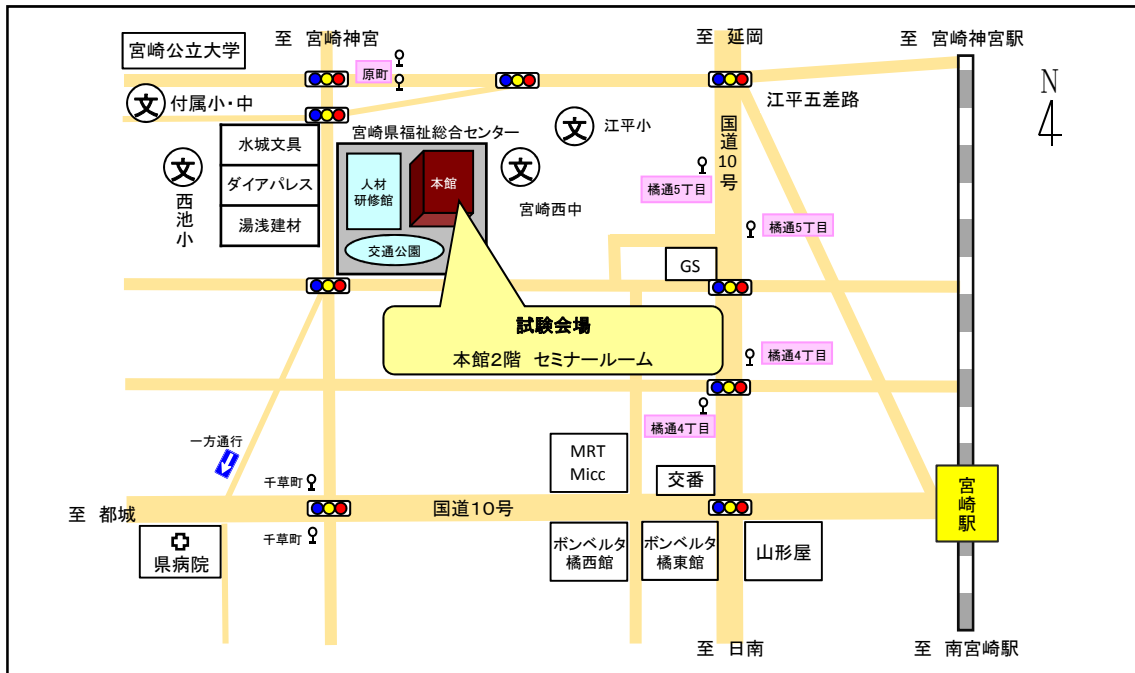 至 宮崎神宮
至 延岡
至 宮崎神宮駅
宮崎公立大学
原町
N
文
付属小・中
江平五差路
水城文具
宮崎県福祉総合センター
文
江平小
国道10号
文
西池小
ダイアパレス
人材
研修館
本館
文
宮崎西中
橘通5丁目
湯浅建材
交通公園
橘通5丁目
GS
試験会場
本館2階 セミナールーム
橘通4丁目
橘通4丁目
一方通行
MRT
Micc
交番
千草町
宮崎駅
至 都城
国道10号
千草町
県病院
ボンベルタ
橘西館
ボンベルタ
橘東館
山形屋
至 日南
至 南宮崎駅